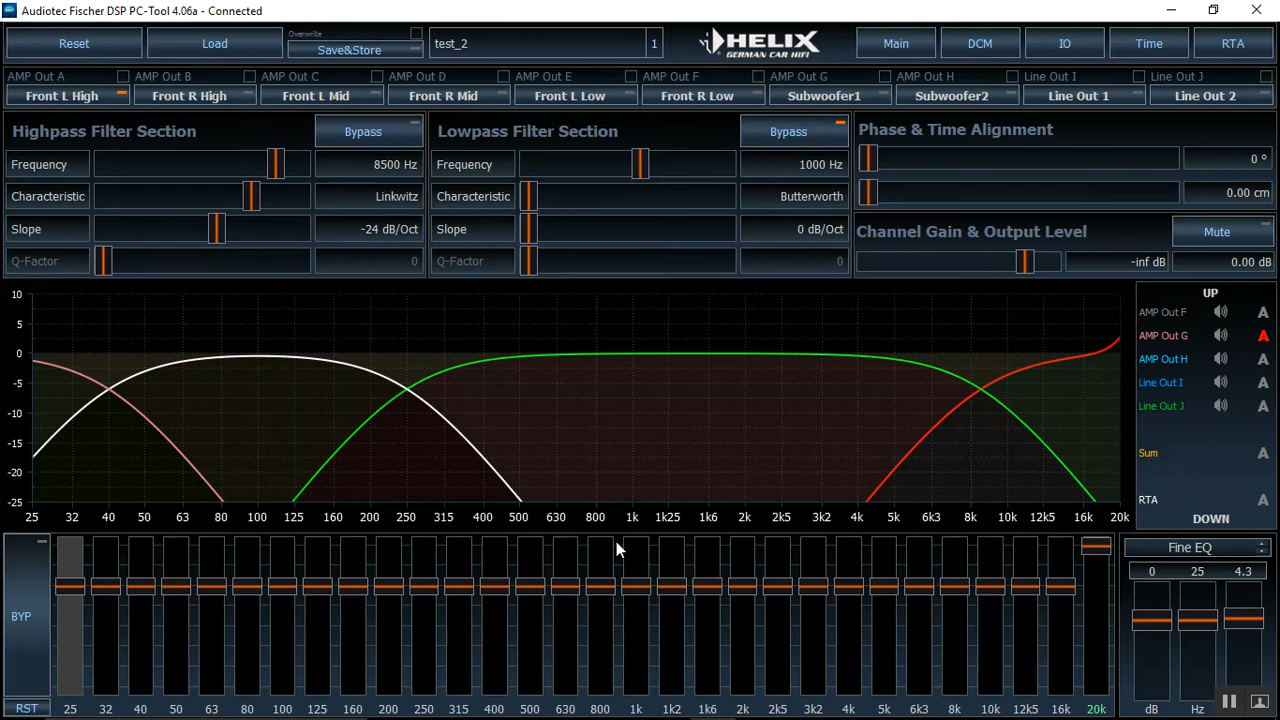 Audiotec Fischer DSP PC-Tool 4.06a - Connected
Reset
Load
Overwrite
Save&Store
test_2
1
HELIX
GERMAN CAR HIFI
Main
DCM
IO
Time
RTA
AMP Out A
AMP Out B
AMP Out C
AMP Out D
AMP Out E
AMP Out F
AMP Out G
AMP Out H
Line Out I
Line Out J
Front L High
Front R High
Front L Mid
Front R Mid
Front L Low
Front R Low
Subwoofer1
Subwoofer2
Line Out 1
Line Out 2
Highpass Filter Section
Bypass
Frequency
8500 Hz
Characteristic
Linkwitz
Slope
-24 dB/Oct
Q-Factor
0
Lowpass Filter Section
Bypass
Frequency
1000 Hz
Characteristic
Butterworth
Slope
0 dB/Oct
Q-Factor
0
Phase & Time Alignment
0 °
0.00 cm
Channel Gain & Output Level
Mute
-inf dB
0.00 dB
10
5
0
-5
-10
-15
-20
-25
25 32 40 50 63 80 100 125 160 200 250 315 400 500 630 800 1k 1k25 1k6 2k 2k5 3k2 4k 5k 6k3 8k 10k 12k5 16k 20k
UP
AMP Out F A
AMP Out G A
AMP Out H A
Line Out I A
Line Out J A
Sum A
RTA A
DOWN
BYP
RST
25 32 40 50 63 80 100 125 160 200 250 315 400 500 630 800 1k 1k2 1k6 2k 2k5 3k2 4k 5k 6k3 8k 10k 12k5 16k 20k
Fine EQ
0 25 4.3
dB Hz Q